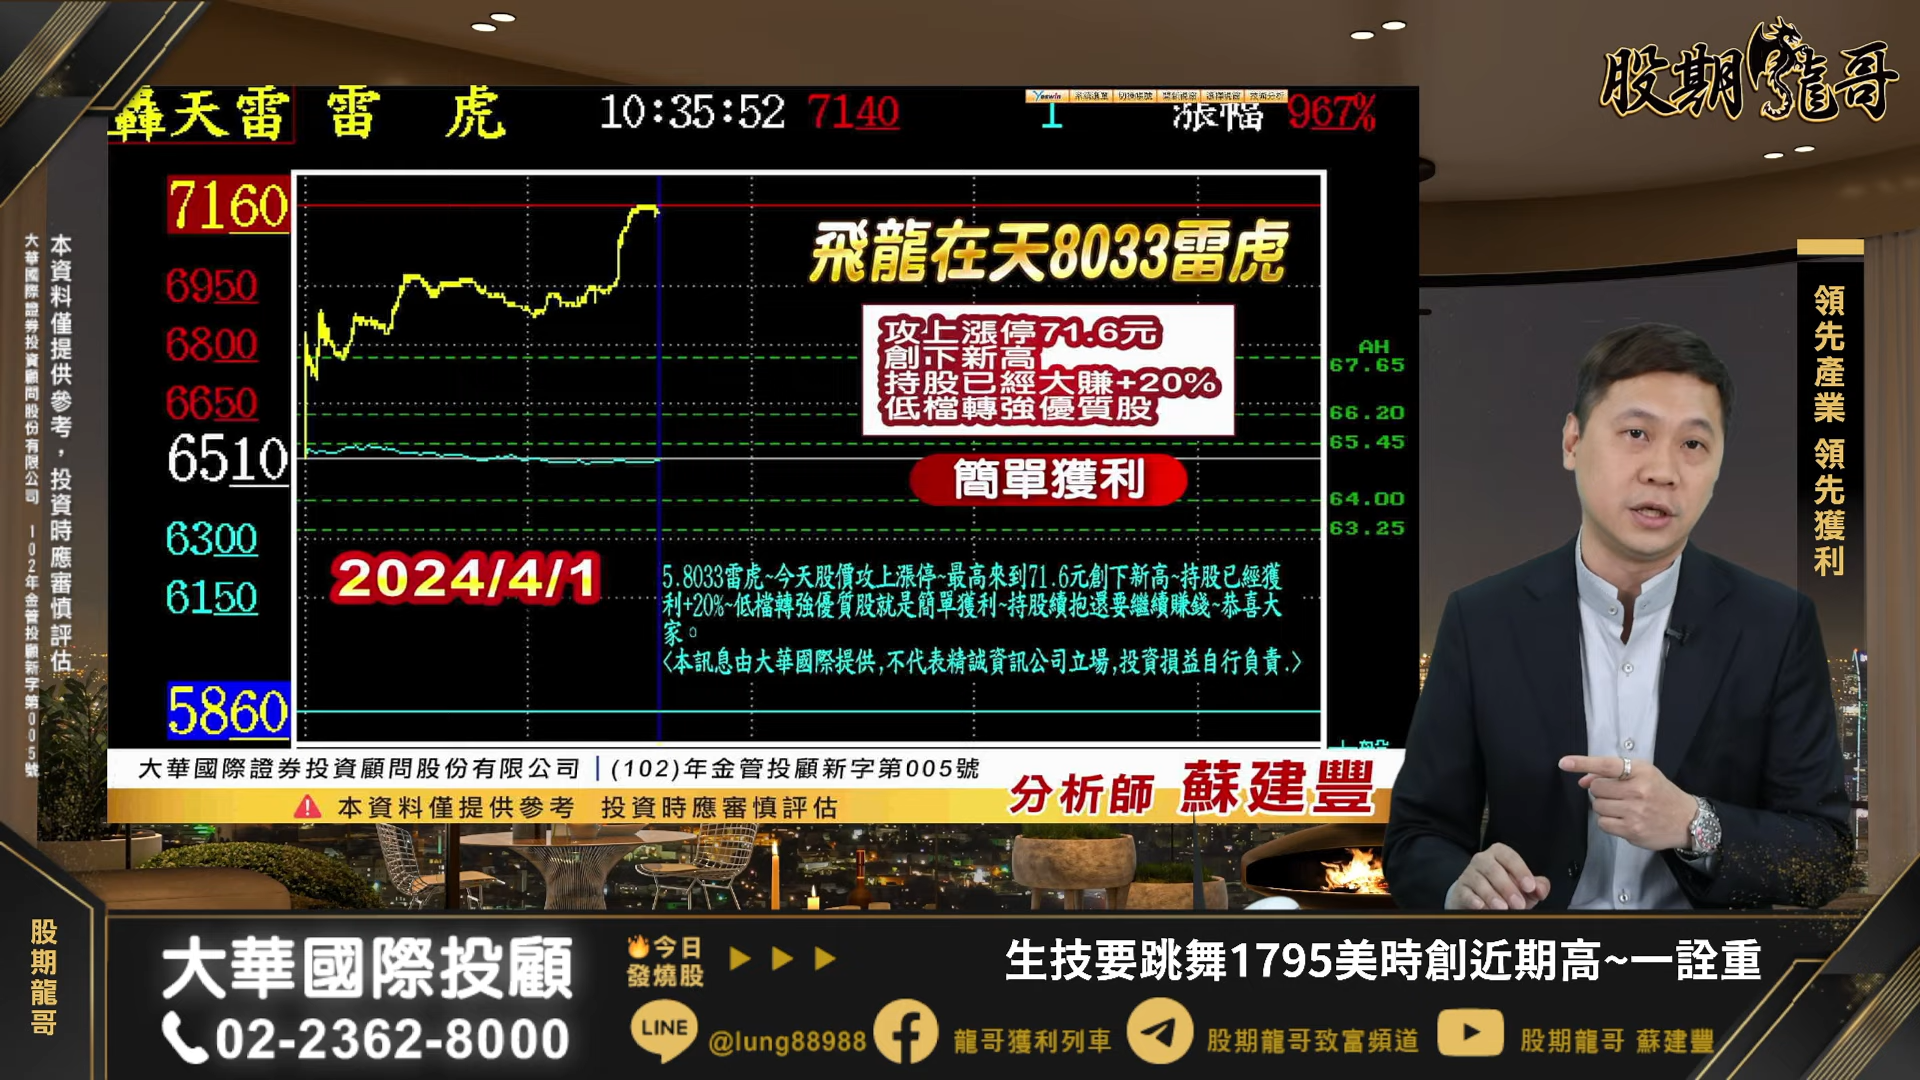 股期龍哥
轟天雷 雷 虎 10:35:52 7140 1 漲幅 967%
7160
6950
6800
6650
6510
6300
6150
5860
飛龍在天8033雷虎
攻上漲停71.6元
創下新高
持股已經大賺+20%
低檔轉強優質股
簡單獲利
2024/4/1
5.8033雷虎~今天股價攻上漲停~最高來到71.6元創下新高~持股已經獲
利+20%~低檔轉強優質股就是簡單獲利~持股續抱還要繼續賺錢~恭喜大
家。
<本訊息由大華國際提供,不代表精誠資訊公司立場,投資損益自行負責.>
AH
67.65
66.20
65.45
64.00
63.25
大華國際證券投資顧問股份有限公司 | (102)年金管投顧新字第005號
本資料僅提供參考 投資時應審慎評估
分析師 蘇建豐
本資料僅提供參考,投資時應審慎評估
大華國際證券投資顧問股份有限公司 102年金管投顧新字第005號
領先產業 領先獲利
股期龍哥
大華國際投顧
02-2362-8000
今日
發燒股
生技要跳舞1795美時創近期高~一詮重
LINE @lung88988 龍哥獲利列車 股期龍哥致富頻道 股期龍哥 蘇建豐